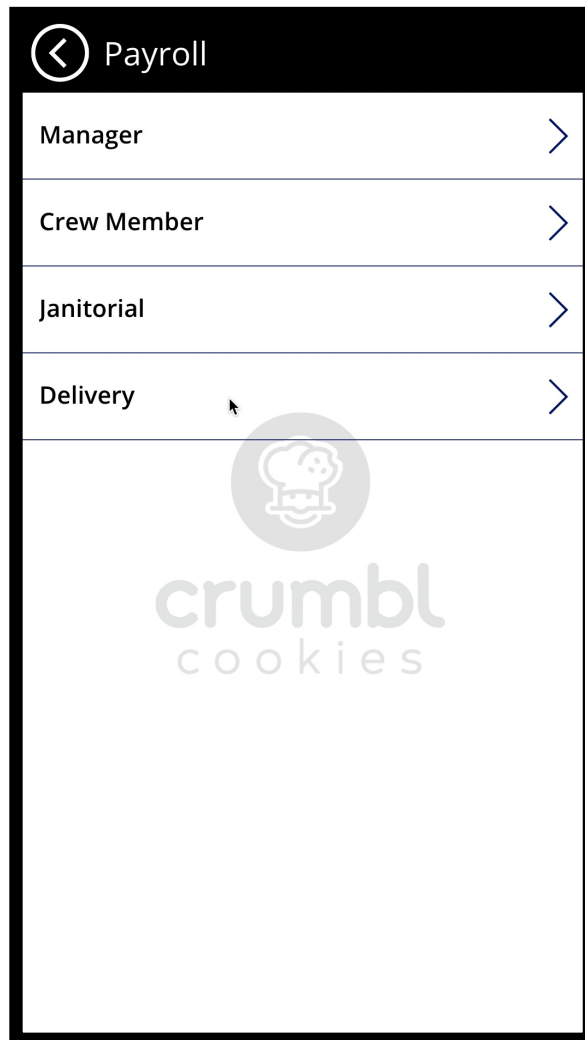 Payroll
Manager
Crew Member
Janitorial
Delivery
crumbl
cookies